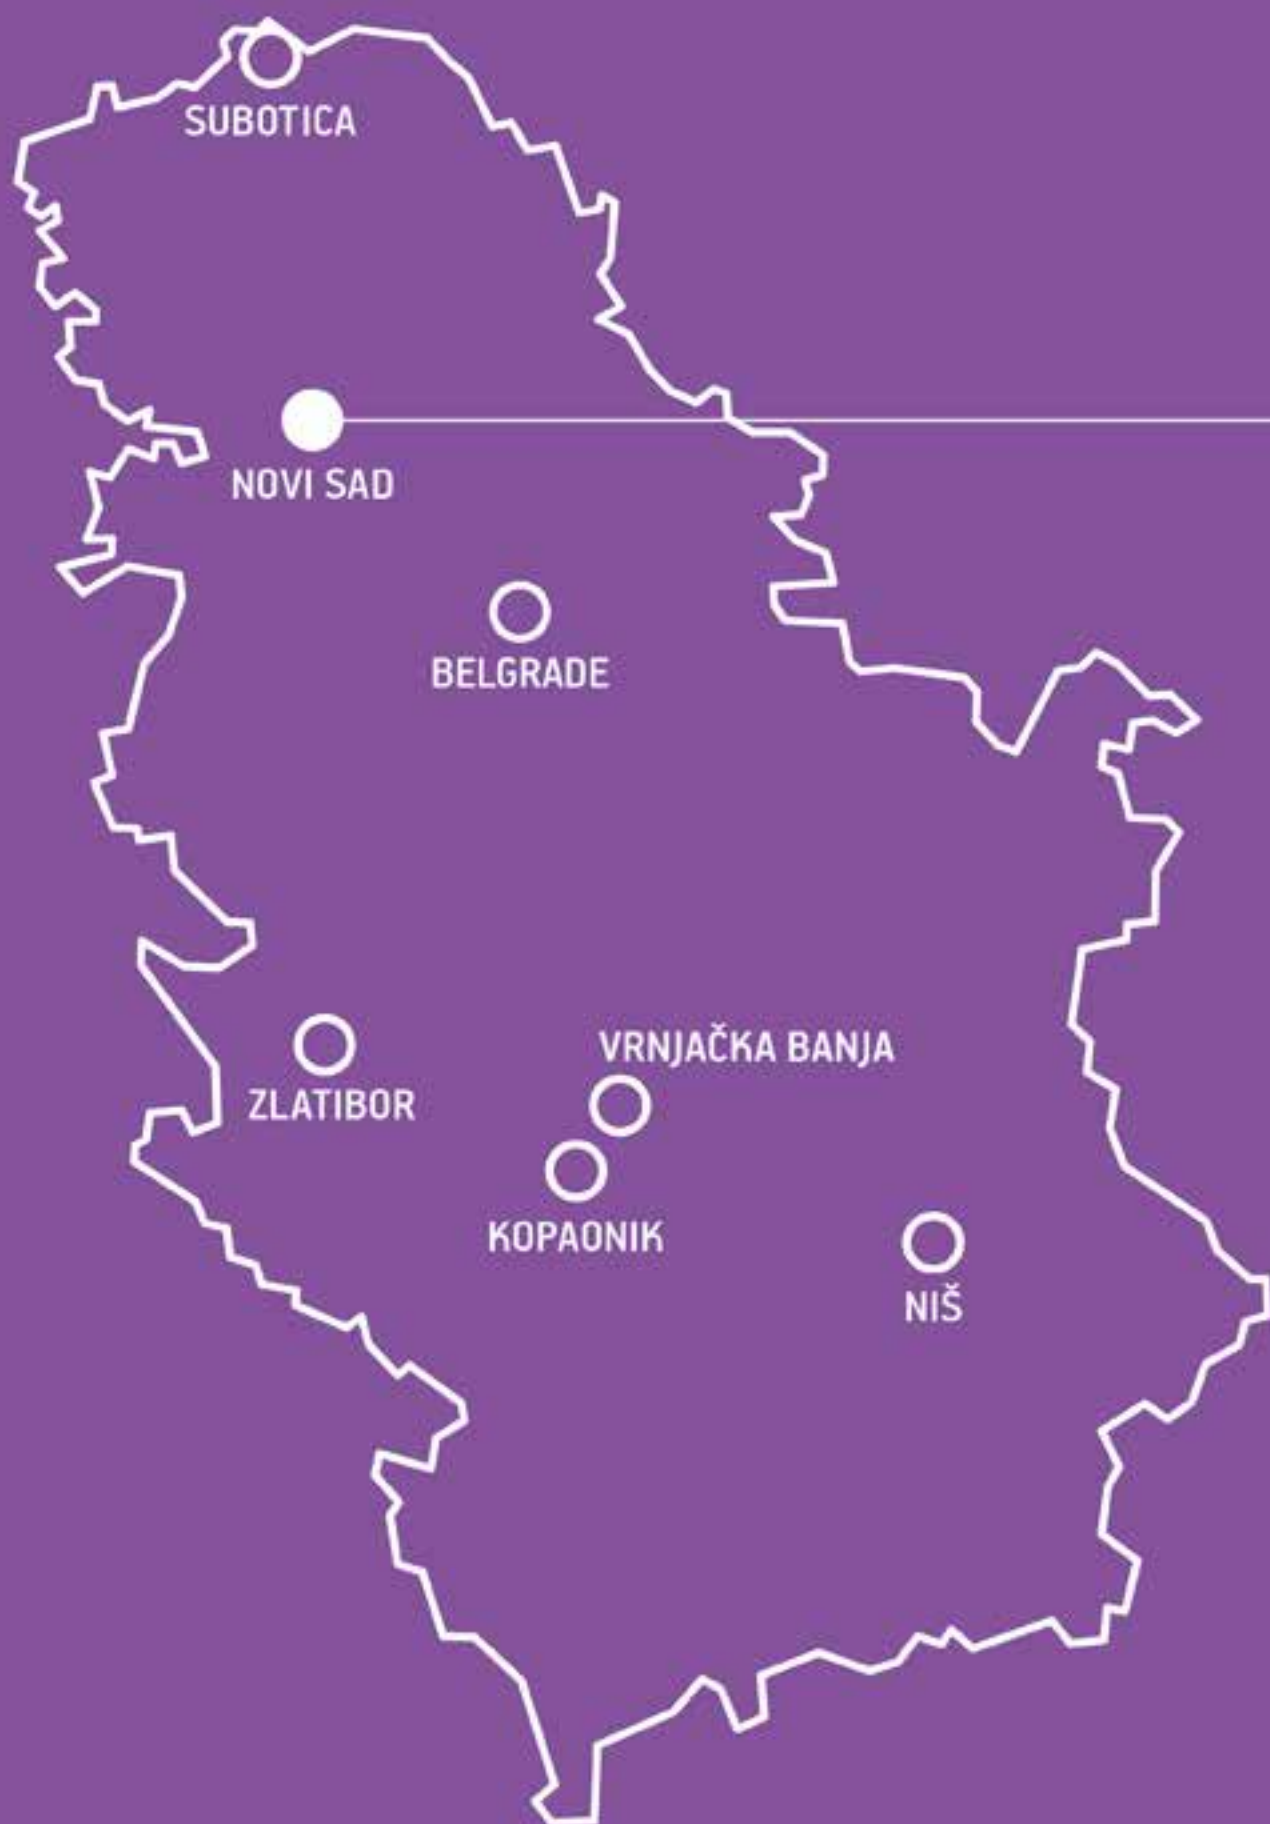 SUBOTICA
NOVI SAD
BELGRADE
VRNJAČKA BANJA
ZLATIBOR
KOPAONIK
NIŠ